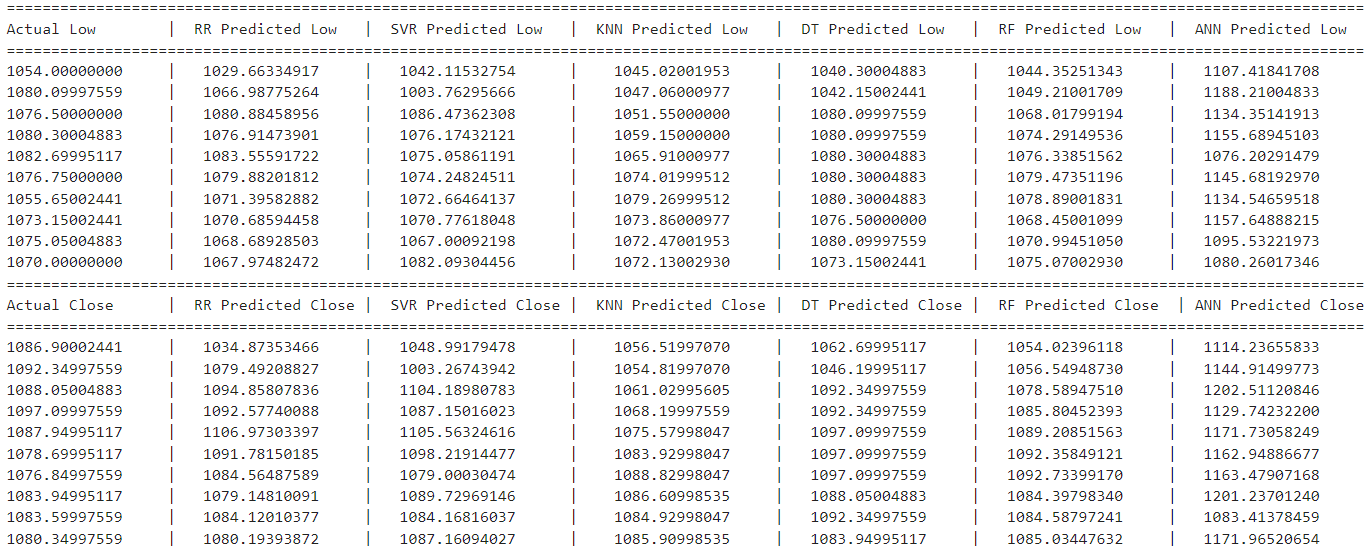 Actual Low | RR Predicted Low | SVR Predicted Low | KNN Predicted Low | DT Predicted Low | RF Predicted Low | ANN Predicted Low
1054.00000000 | 1029.66334917 | 1042.11532754 | 1045.02001953 | 1040.30004883 | 1044.35251343 | 1107.41841708
1080.09997559 | 1066.98775264 | 1003.76295666 | 1047.06000977 | 1042.15002441 | 1049.21001709 | 1188.21004833
1076.50000000 | 1080.88458956 | 1086.47362308 | 1051.55000000 | 1080.09997559 | 1068.01799194 | 1134.35141913
1080.30004883 | 1076.91473901 | 1076.17432121 | 1059.15000000 | 1080.09997559 | 1074.29149536 | 1155.68945103
1082.69995117 | 1083.55591722 | 1075.05861191 | 1065.91000977 | 1080.30004883 | 1076.33851562 | 1076.20291479
1076.75000000 | 1079.88201812 | 1074.24824511 | 1074.01999512 | 1080.30004883 | 1079.47351196 | 1145.68192970
1055.65002441 | 1071.39582882 | 1072.66464137 | 1079.26999512 | 1080.30004883 | 1078.89001831 | 1134.54659518
1073.15002441 | 1070.68594458 | 1070.77618048 | 1073.86000977 | 1076.50000000 | 1068.45001099 | 1157.64888215
1075.05004883 | 1068.68928503 | 1067.00092198 | 1072.47001953 | 1080.09997559 | 1070.99451050 | 1095.53221973
1070.00000000 | 1067.97482472 | 1082.09304456 | 1072.13002930 | 1073.15002441 | 1075.07002930 | 1080.26017346
Actual Close | RR Predicted Close | SVR Predicted Close | KNN Predicted Close | DT Predicted Close | RF Predicted Close | ANN Predicted Close
1086.90002441 | 1034.87353466 | 1048.99179478 | 1056.51997070 | 1062.69995117 | 1054.02396118 | 1114.23655833
1092.34997559 | 1079.49208827 | 1003.26743942 | 1054.81997070 | 1046.19995117 | 1056.54948730 | 1144.91499773
1088.05004883 | 1094.85807836 | 1104.18980783 | 1061.02995605 | 1092.34997559 | 1078.58947510 | 1202.51120846
1097.09997559 | 1092.57740088 | 1087.15016023 | 1068.19997559 | 1092.34997559 | 1085.80452393 | 1129.74232200
1087.94995117 | 1106.97303397 | 1105.56324616 | 1075.57998047 | 1097.09997559 | 1089.20851563 | 1171.73058249
1078.69995117 | 1091.78150185 | 1098.21914477 | 1083.92998047 | 1097.09997559 | 1092.35849121 | 1162.94886677
1076.84997559 | 1084.56487589 | 1079.00030474 | 1088.82998047 | 1097.09997559 | 1092.73399170 | 1163.47907168
1083.94995117 | 1079.14810091 | 1089.72969146 | 1086.60998535 | 1088.05004883 | 1084.39798340 | 1201.23701240
1083.59997559 | 1084.12010377 | 1084.16816037 | 1084.92998047 | 1092.34997559 | 1084.58797241 | 1083.41378459
1080.34997559 | 1080.19393872 | 1087.16094027 | 1085.90998535 | 1083.94995117 | 1085.03447632 | 1171.96520654